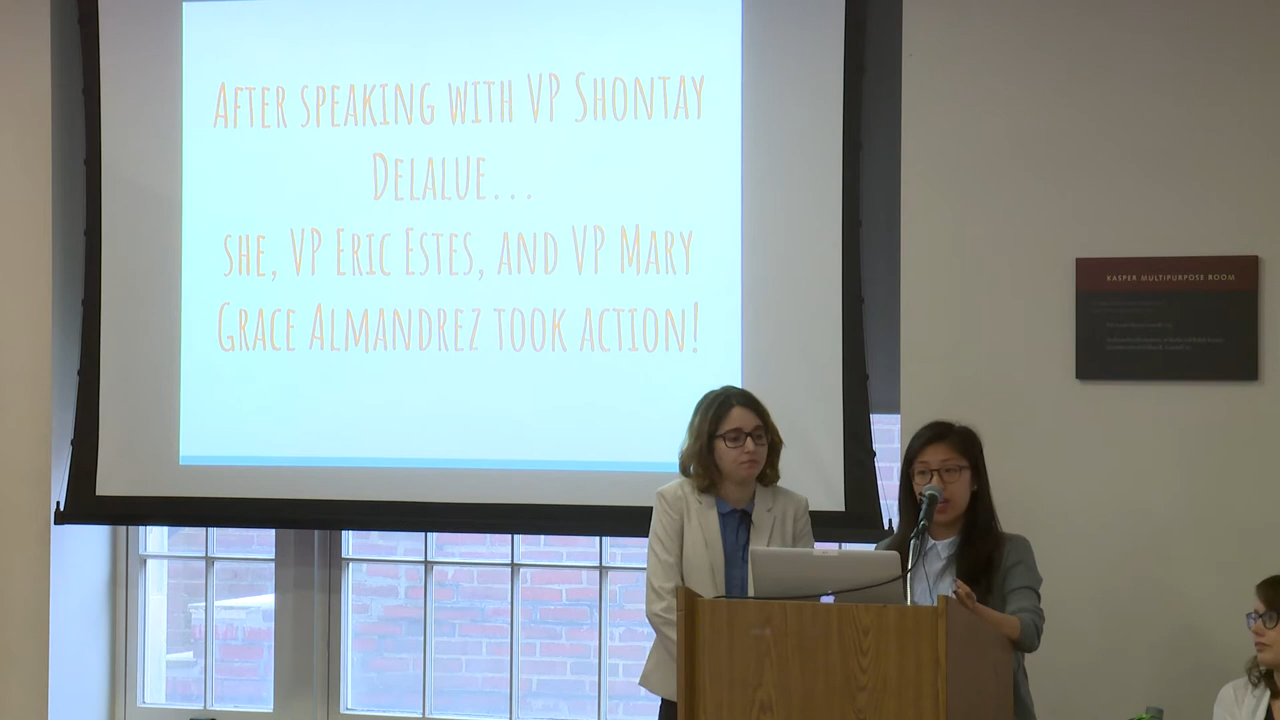 After speaking with VP Shontay
Delalue...
she, VP Eric Estes, and VP Mary
Grace Almandrez took action!
KASPER MULTIPURPOSE ROOM